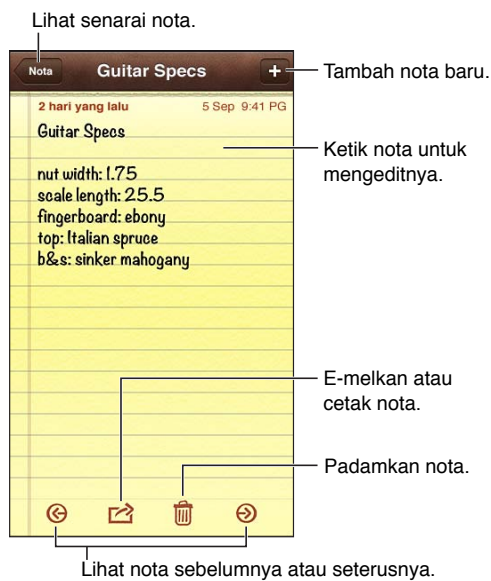 Lihat senarai nota.
Nota
Guitar Specs
+
Tambah nota baru.
2 hari yang lalu
5 Sep 9:41 PG
Guitar Specs
Ketik nota untuk
mengeditnya.
nut width: 1.75
scale length: 25.5
fingerboard: ebony
top: Italian spruce
b&s: sinker mahogany
E-melkan atau
cetak nota.
Padamkan nota.
Lihat nota sebelumnya atau seterusnya.